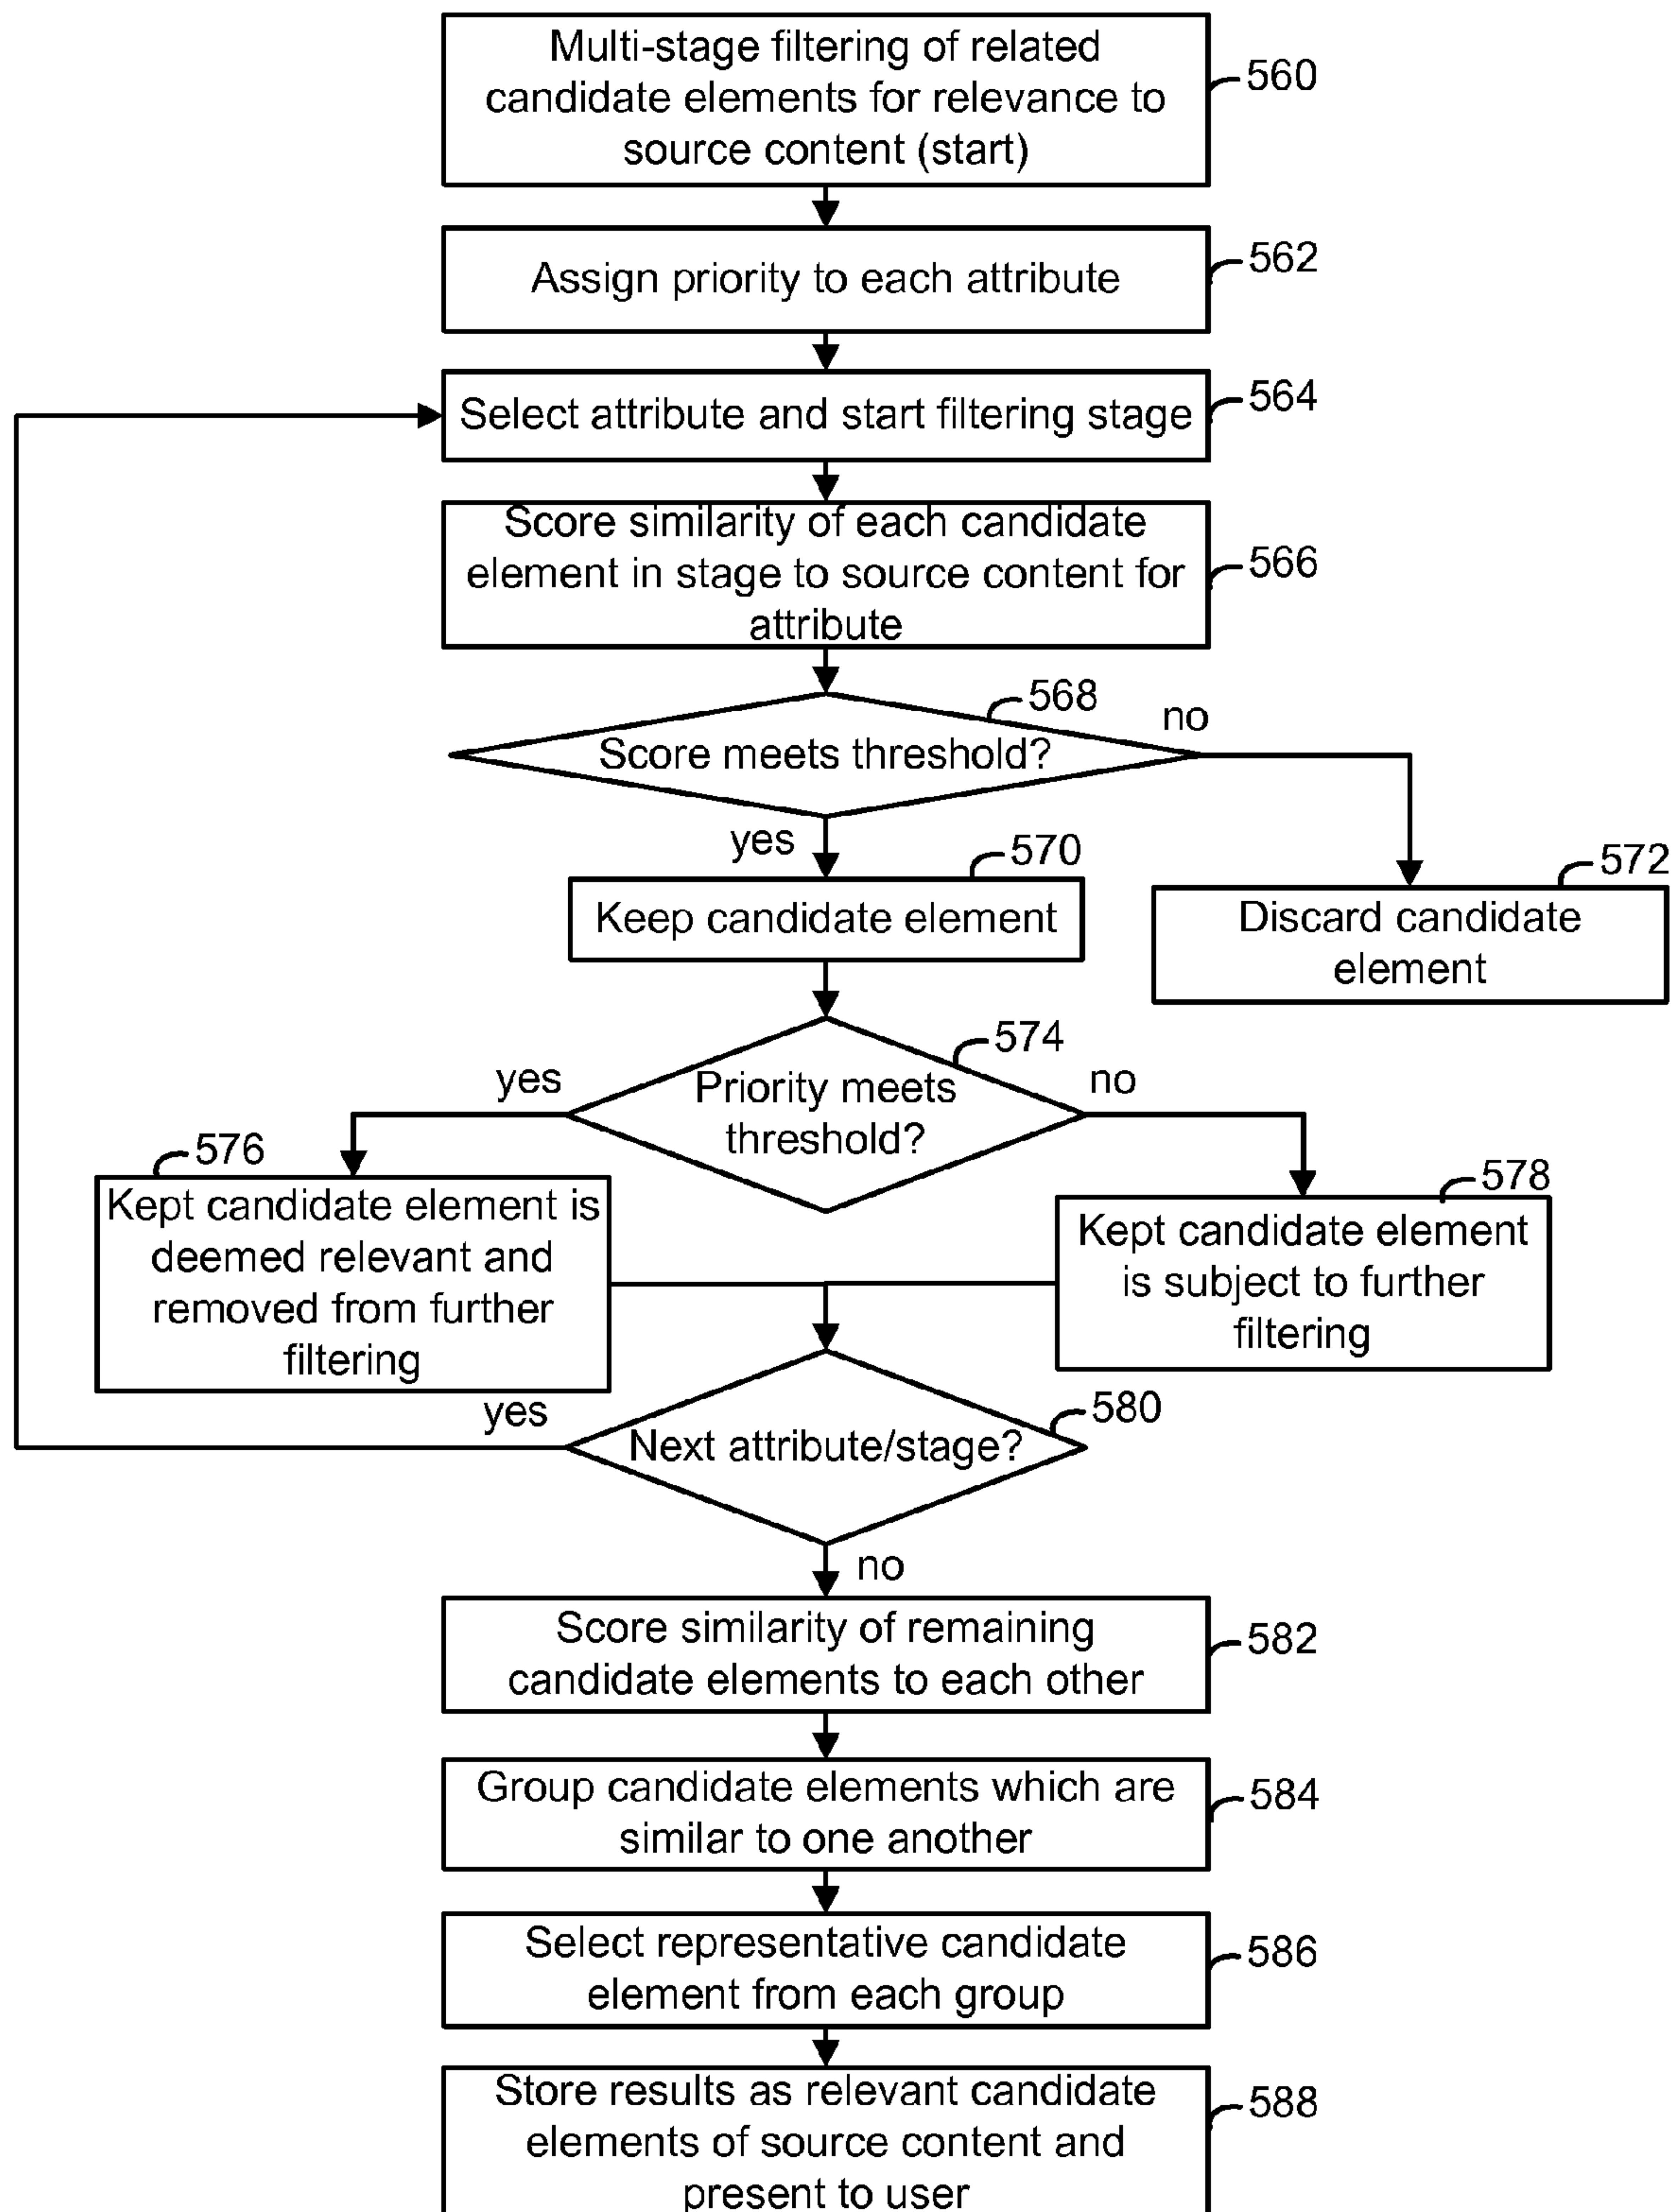 Multi-stage filtering of related
candidate elements for relevance to
source content (start)
560
Assign priority to each attribute
562
Select attribute and start filtering stage
564
Score similarity of each candidate
element in stage to source content for
attribute
566
568
Score meets threshold?
no
yes
570
Keep candidate element
572
Discard candidate
element
574
Priority meets
threshold?
yes
no
576
Kept candidate element is
deemed relevant and
removed from further
filtering
578
Kept candidate element
is subject to further
filtering
580
Next attribute/stage?
yes
no
Score similarity of remaining
candidate elements to each other
582
Group candidate elements which are
similar to one another
584
Select representative candidate
element from each group
586
Store results as relevant candidate
elements of source content and
present to user
588